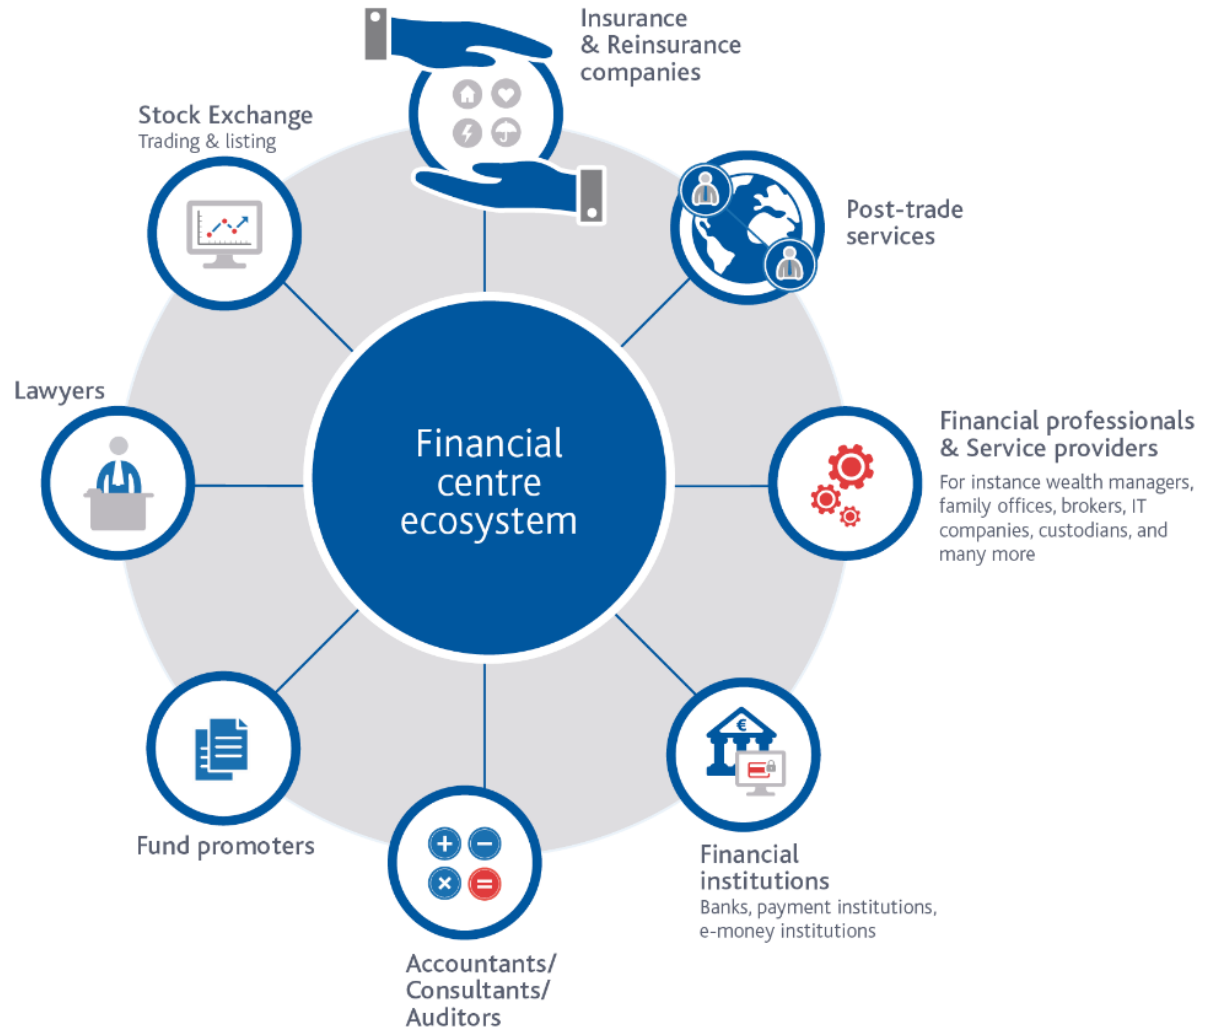 Insurance
& Reinsurance
companies
Stock Exchange
Trading & listing
Post-trade
services
Lawyers
Financial professionals
& Service providers
For instance wealth managers,
family offices, brokers, IT
companies, custodians, and
many more
Financial
centre
ecosystem
€
Fund promoters
Financial
institutions
Banks, payment institutions,
e-money institutions
+ −
× =
Accountants/
Consultants/
Auditors